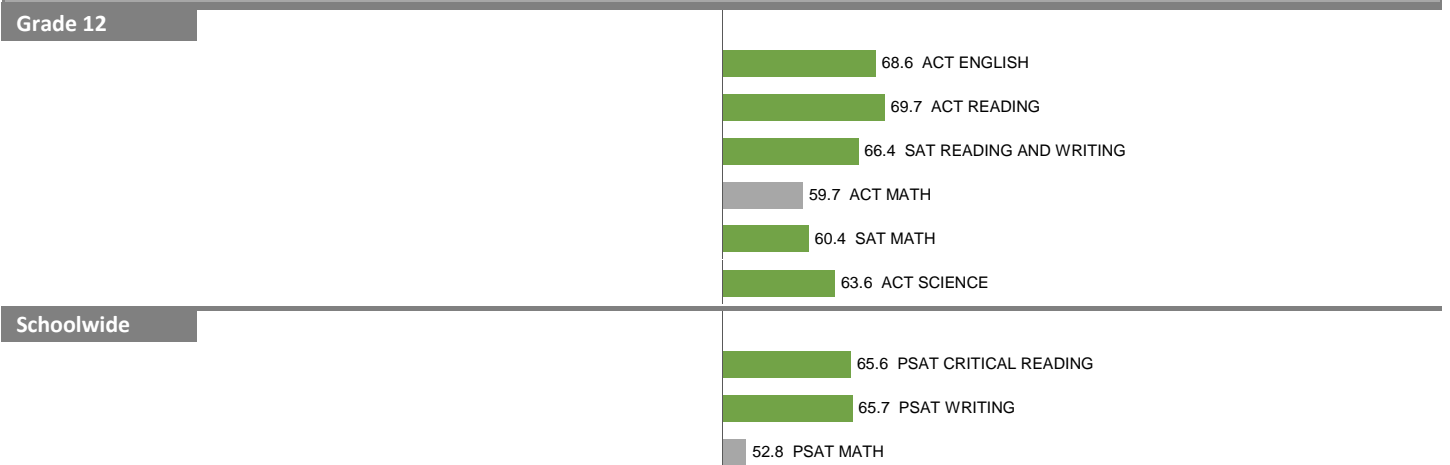 Grade 12
68.6 ACT ENGLISH
69.7 ACT READING
66.4 SAT READING AND WRITING
59.7 ACT MATH
60.4 SAT MATH
63.6 ACT SCIENCE
Schoolwide
65.6 PSAT CRITICAL READING
65.7 PSAT WRITING
52.8 PSAT MATH